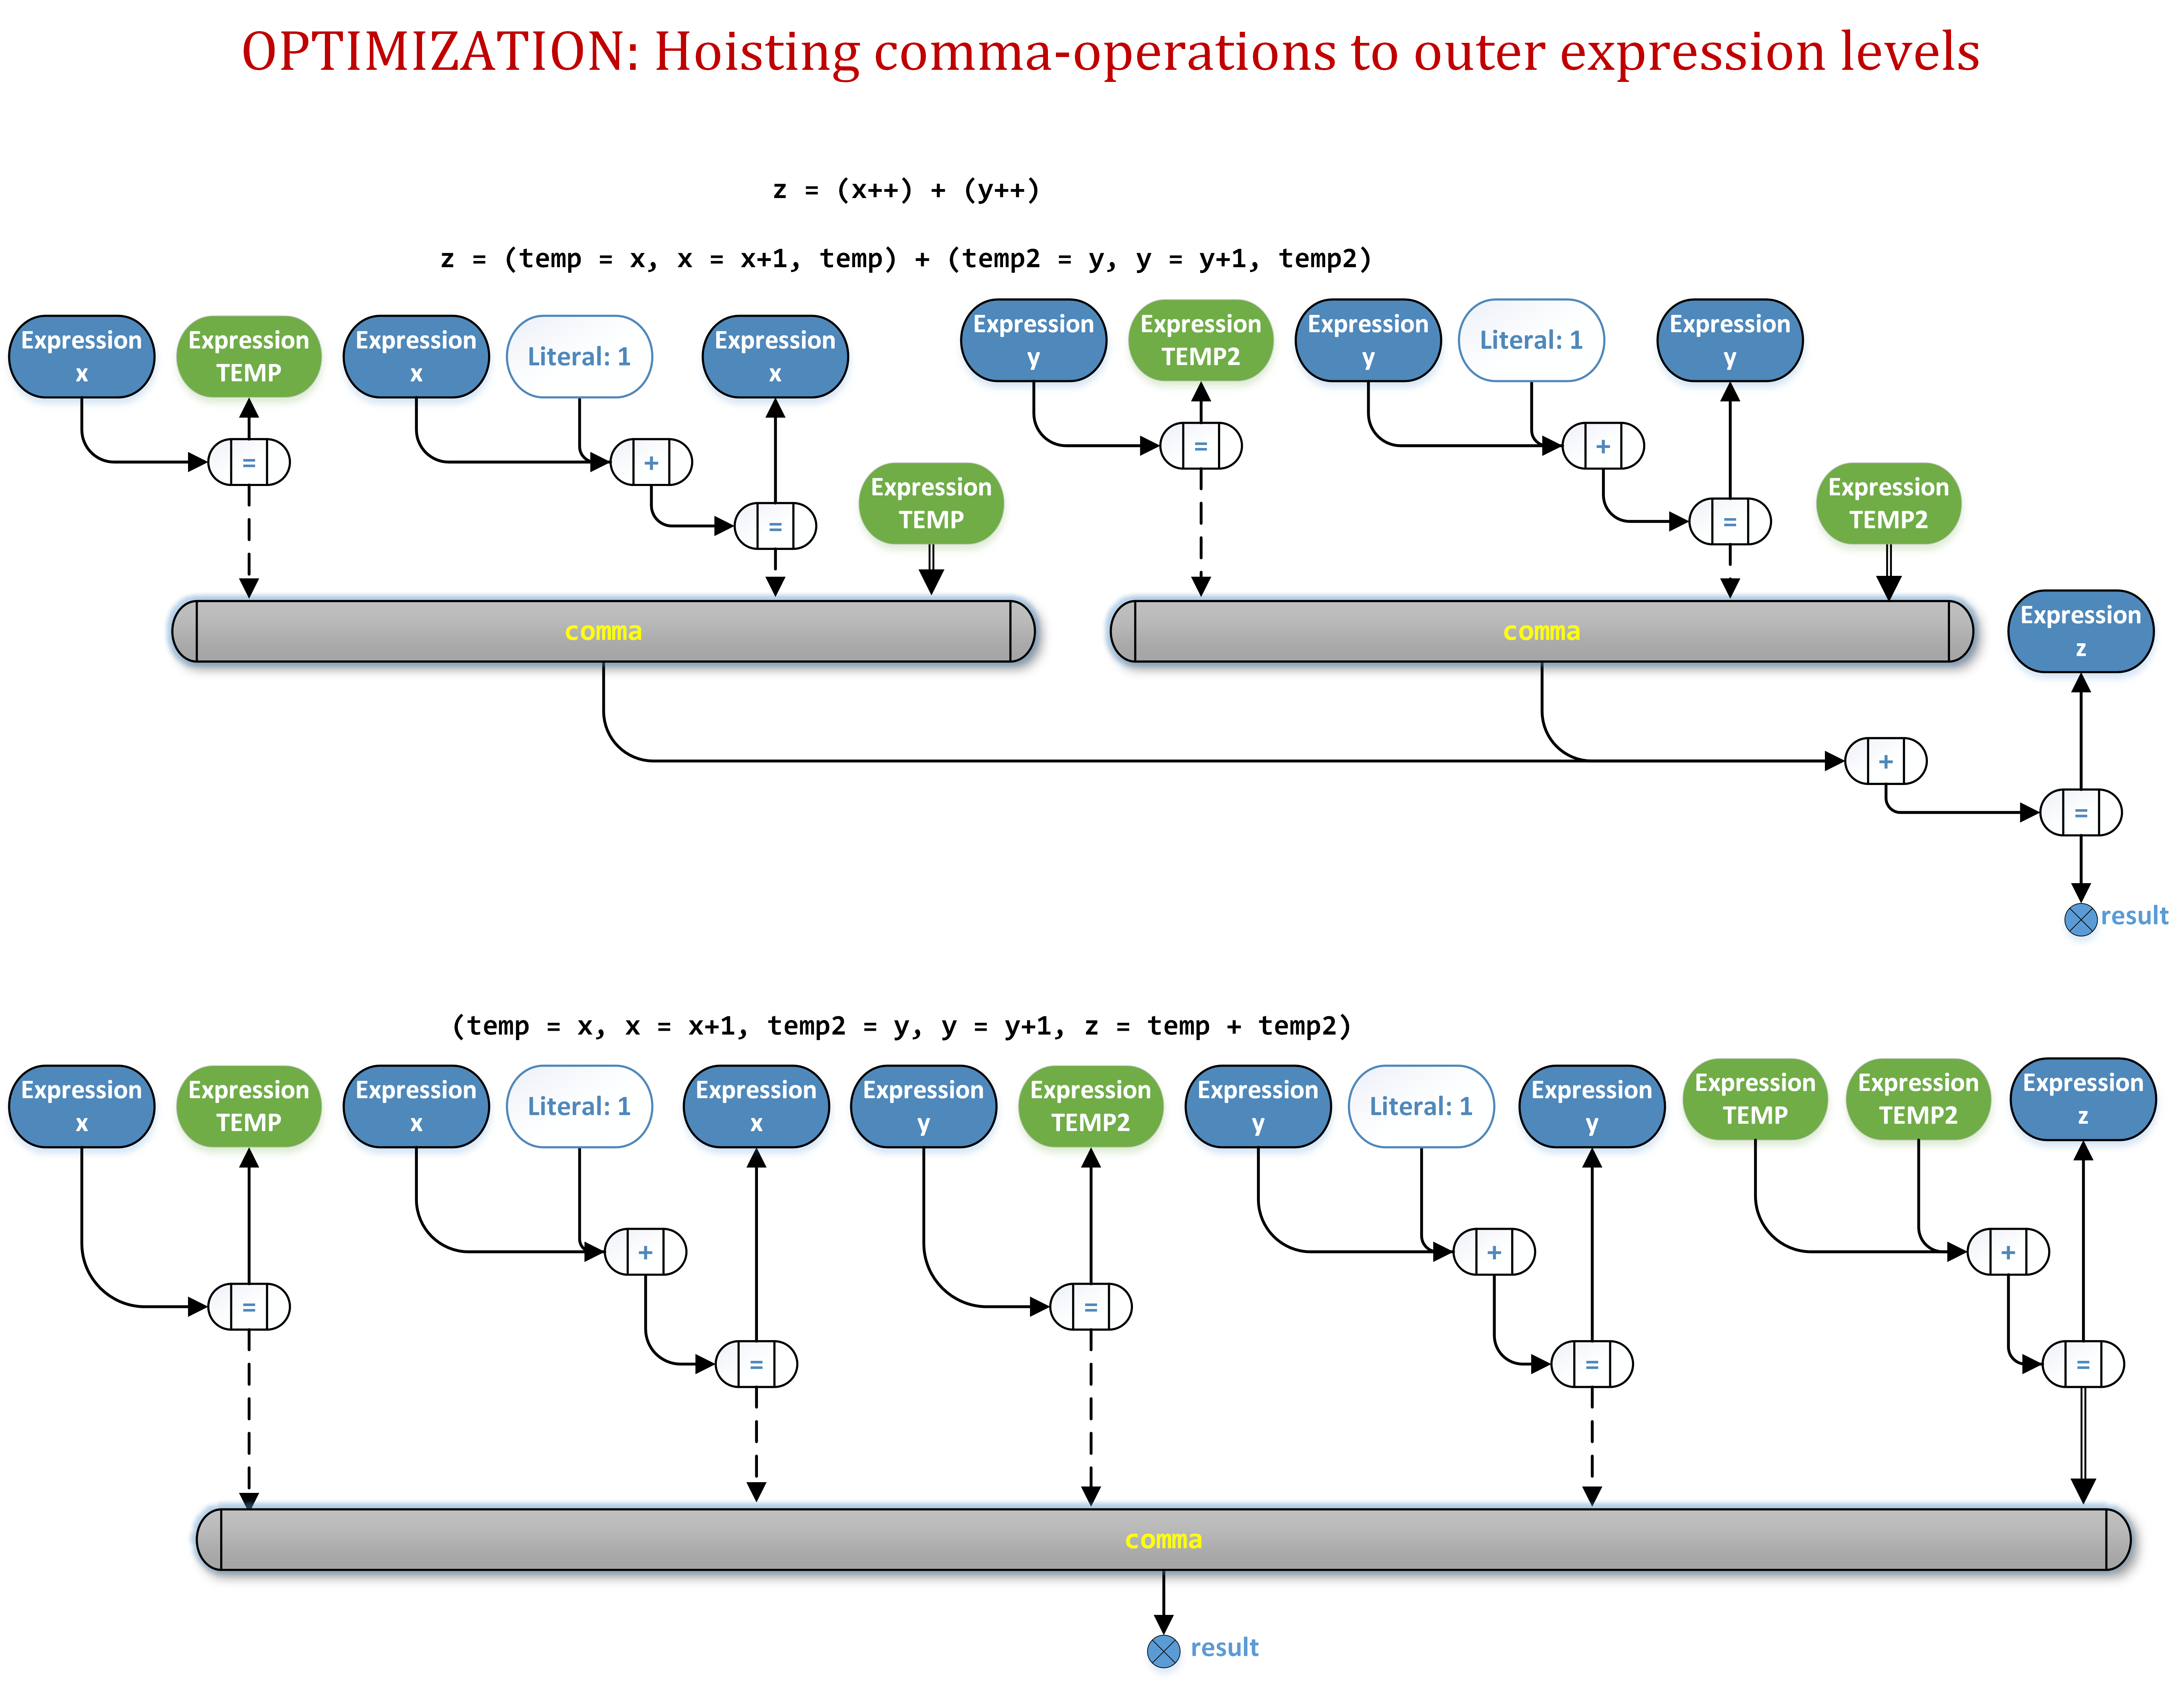 OPTIMIZATION: Hoisting comma-operations to outer expression levels
z = (x++) + (y++)
z = (temp = x, x = x+1, temp) + (temp2 = y, y = y+1, temp2)
Expression
x
Expression
TEMP
Expression
x
Literal: 1
Expression
x
Expression
y
Expression
TEMP2
Expression
y
Literal: 1
Expression
y
=
+
=
Expression
TEMP
=
+
=
Expression
TEMP2
comma
comma
Expression
z
+
=
result
(temp = x, x = x+1, temp2 = y, y = y+1, z = temp + temp2)
Expression
x
Expression
TEMP
Expression
x
Literal: 1
Expression
x
Expression
y
Expression
TEMP2
Expression
y
Literal: 1
Expression
y
Expression
TEMP
Expression
TEMP2
Expression
z
=
+
=
=
+
=
+
=
comma
result